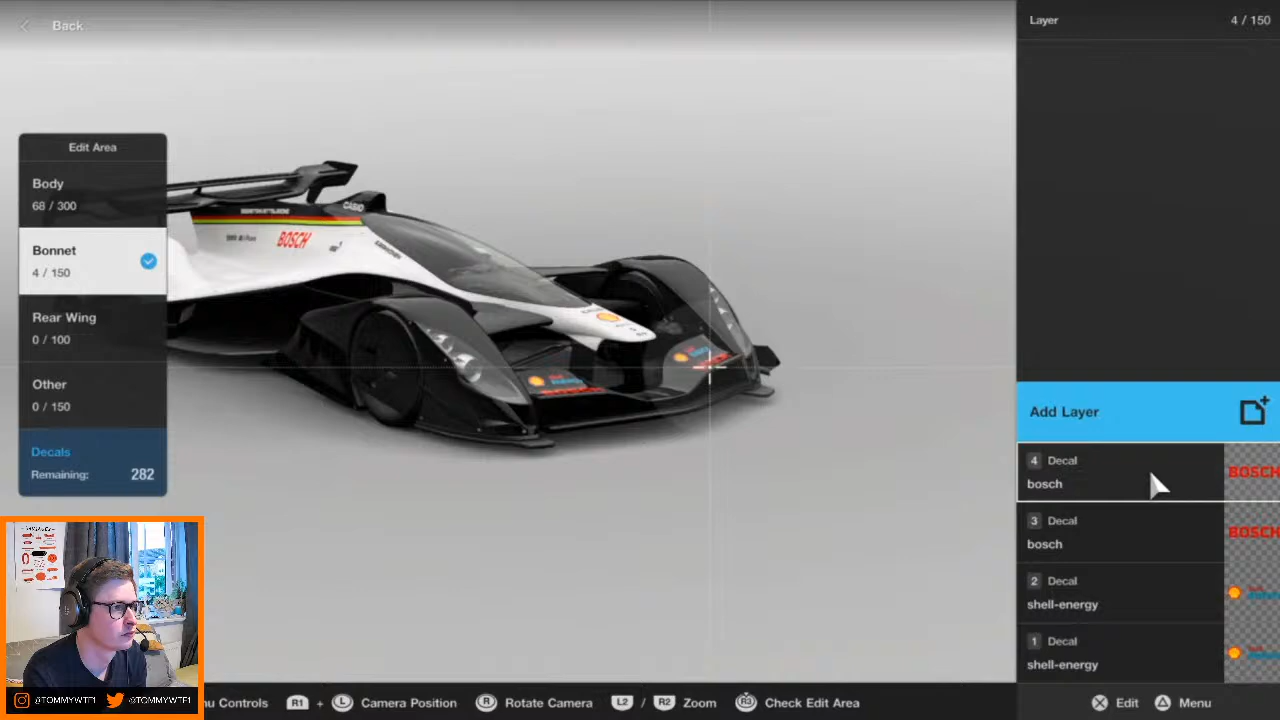 Back
Layer
4 / 150
Edit Area
Body
68 / 300
Bonnet
4 / 150
Rear Wing
0 / 100
Other
0 / 150
Decals
Remaining: 282
CASIO
BOSCH
Add Layer
4 Decal
bosch
BOSCH
3 Decal
bosch
BOSCH
2 Decal
shell-energy
1 Decal
shell-energy
@TOMMYWTF1 @TOMMYWTF1
nu Controls R1 + L Camera Position R Rotate Camera L2 / R2 Zoom R3 Check Edit Area Edit Menu